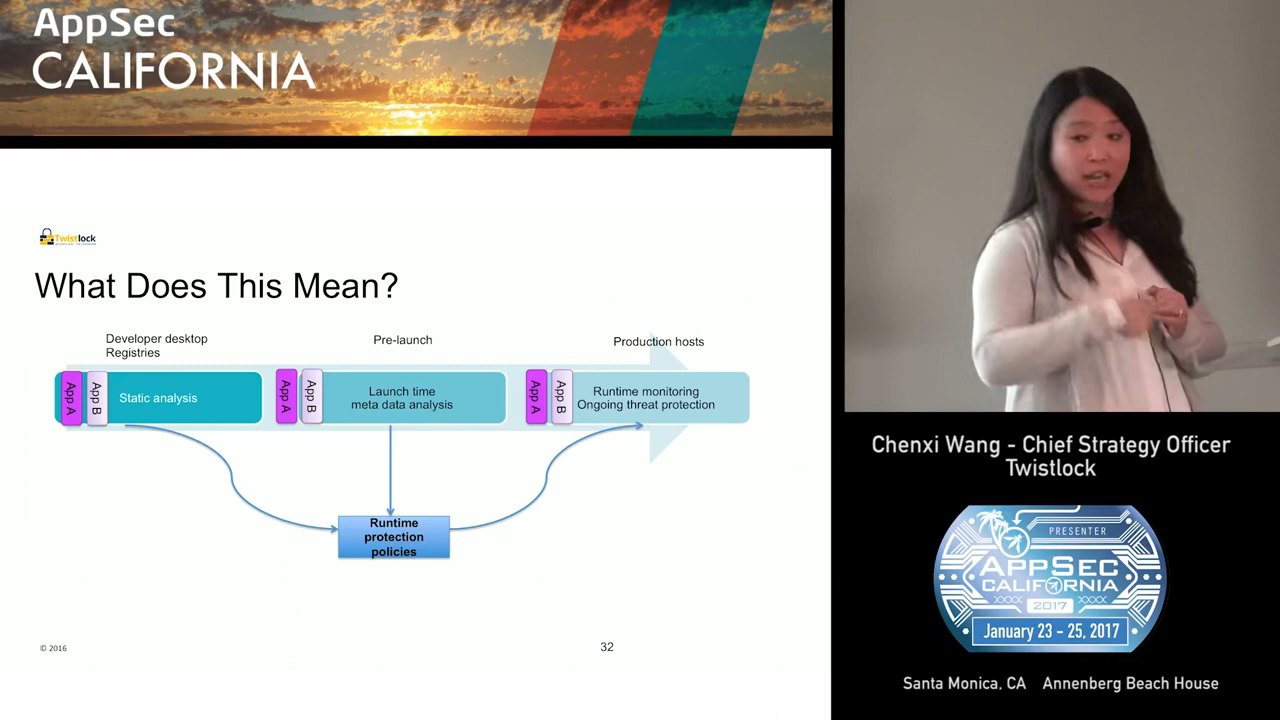 AppSec
CALIFORNIA
Twistlock
What Does This Mean?
Developer desktop
Registries
Pre-launch
Production hosts
App A
App B
Static analysis
App A
App B
Launch time
meta data analysis
App A
App B
Runtime monitoring
Ongoing threat protection
Runtime
protection
policies
© 2016
32
Chenxi Wang - Chief Strategy Officer
Twistlock
PRESENTER
APPSEC
CALIFORNIA
2017
January 23 - 25, 2017
Santa Monica, CA Annenberg Beach House